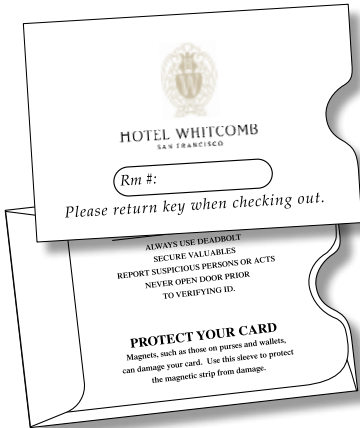 HOTEL WHITCOMB
SAN FRANCISCO
Rm #:
Please return key when checking out.
ALWAYS USE DEADBOLT
SECURE VALUABLES
REPORT SUSPICIOUS PERSONS OR ACTS
NEVER OPEN DOOR PRIOR
TO VERIFYING ID.
PROTECT YOUR CARD
Magnets, such as those on purses and wallets,
can damage your card. Use this sleeve to protect
the magnetic strip from damage.